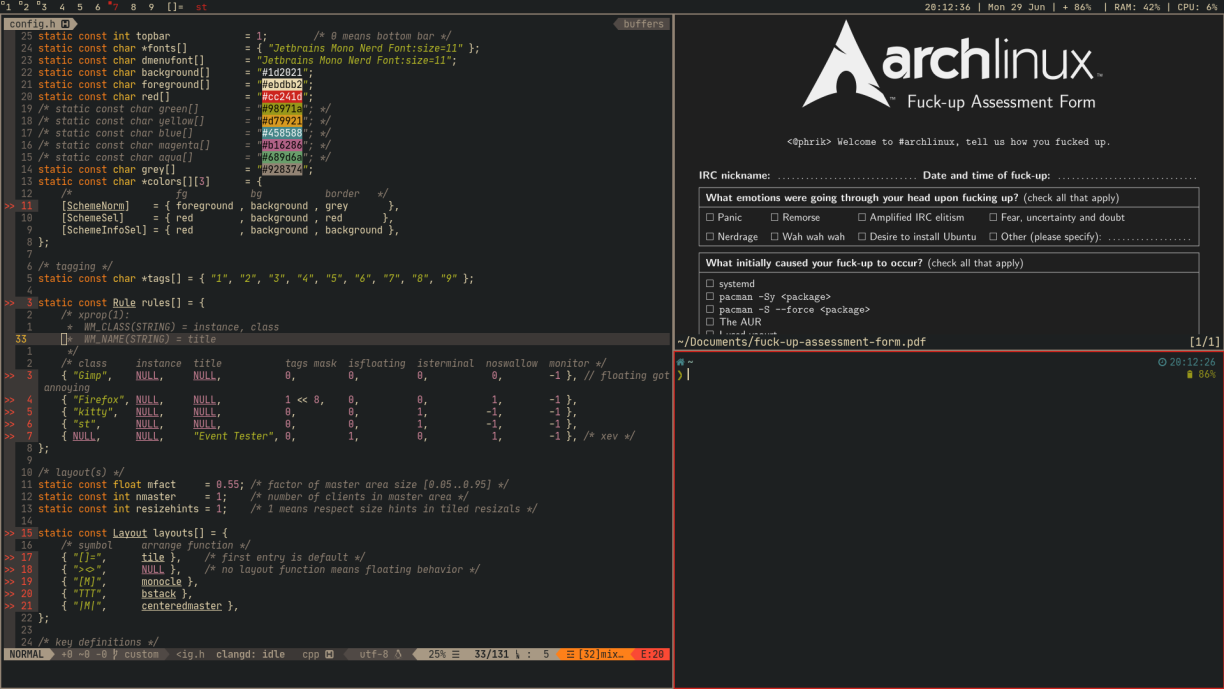 1 2 3 4 5 6 7 8 9 []= st
20:12:36 | Mon 29 Jun | + 86% | RAM: 42% | CPU: 6%
config.h
buffers
25 static const int topbar = 1; /* 0 means bottom bar */
24 static const char *fonts[] = { "Jetbrains Mono Nerd Font:size=11" };
23 static const char dmenufont[] = "Jetbrains Mono Nerd Font:size=11";
22 static const char background[] = "#1d2021";
21 static const char foreground[] = "#ebdbb2";
20 static const char red[] = "#cc241d";
19 /* static const char green[] = "#98971a"; */
18 /* static const char yellow[] = "#d79921"; */
17 /* static const char blue[] = "#458588"; */
16 /* static const char magenta[] = "#b16286"; */
15 /* static const char aqua[] = "#689d6a"; */
14 static const char grey[] = "#928374";
13 static const char *colors[][3] = {
12 /* fg bg border */
>> 11 [SchemeNorm] = { foreground , background , grey },
10 [SchemeSel] = { red , background , red },
9 [SchemeInfoSel] = { red , background , background },
8 };
7
6 /* tagging */
5 static const char *tags[] = { "1", "2", "3", "4", "5", "6", "7", "8", "9" };
4
>> 3 static const Rule rules[] = {
2 /* xprop(1):
1 * WM_CLASS(STRING) = instance, class
33 * WM_NAME(STRING) = title
1 */
2 /* class instance title tags mask isfloating isterminal noswallow monitor */
>> 3 { "Gimp", NULL, NULL, 0, 0, 0, 0, -1 }, // floating got
annoying
>> 4 { "Firefox", NULL, NULL, 1 << 8, 0, 0, 1, -1 },
>> 5 { "kitty", NULL, NULL, 0, 0, 1, -1, -1 },
>> 6 { "st", NULL, NULL, 0, 0, 1, -1, -1 },
>> 7 { NULL, NULL, "Event Tester", 0, 1, 0, 1, -1 }, /* xev */
8 };
9
10 /* layout(s) */
11 static const float mfact = 0.55; /* factor of master area size [0.05..0.95] */
12 static const int nmaster = 1; /* number of clients in master area */
13 static const int resizehints = 1; /* 1 means respect size hints in tiled resizals */
14
>> 15 static const Layout layouts[] = {
16 /* symbol arrange function */
>> 17 { "[]=", tile }, /* first entry is default */
>> 18 { "><>", NULL }, /* no layout function means floating behavior */
>> 19 { "[M]", monocle },
>> 20 { "TTT", bstack },
>> 21 { "|M|", centeredmaster },
22 };
23
24 /* key definitions */
NORMAL +0 ~0 -0 custom <ig.h clangd: idle cpp utf-8 25% ☰ 33/131 : 5 ☲ [32]mix… E:20
archlinux™
Fuck-up Assessment Form
<@phrik> Welcome to #archlinux, tell us how you fucked up.
IRC nickname: Date and time of fuck-up:
What emotions were going through your head upon fucking up? (check all that apply)
☐ Panic ☐ Remorse ☐ Amplified IRC elitism ☐ Fear, uncertainty and doubt
☐ Nerdrage ☐ Wah wah wah ☐ Desire to install Ubuntu ☐ Other (please specify):
What initially caused your fuck-up to occur? (check all that apply)
☐ systemd
☐ pacman -Sy <package>
☐ pacman -S --force <package>
☐ The AUR
~/Documents/fuck-up-assessment-form.pdf [1/1]
~ 20:12:26
❯ 86%